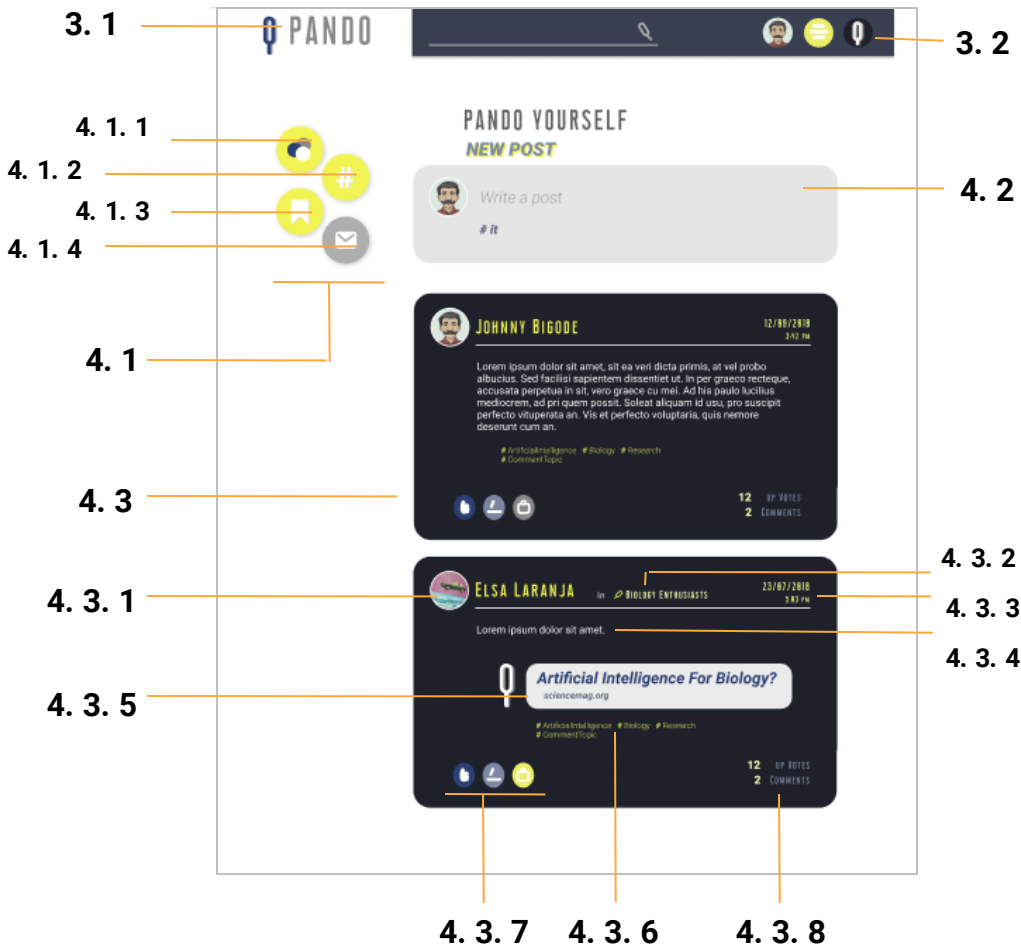 3. 1
PANDO
3. 2
4. 1. 1
4. 1. 2
4. 1. 3
4. 1. 4
4. 1
PANDO YOURSELF
NEW POST
Write a post
# it
4. 2
JOHNNY BIGODE
12/09/2018
3:42 PM
Lorem ipsum dolor sit amet, sit ea veri dicta primis, at vel probo
albucius. Sed facilisi sapientem dissentiet ut. In per graeco recteque,
accusata perpetua in sit, vero graece cu mei. Ad his paulo lucilius
mediocrem, ad pri quem possit. Soleat aliquam id usu, pro suscipit
perfecto vituperata an. Vis et perfecto voluptaria, quis nemore
deserunt cum an.
# ArtificialIntelligence # Biology # Research
# CommentTopic
4. 3
12 UP VOTES
2 COMMENTS
4. 3. 1
ELSA LARANJA in BIOLOGY ENTHUSIASTS
23/07/2018
5:03 PM
4. 3. 2
4. 3. 3
4. 3. 4
Lorem ipsum dolor sit amet.
4. 3. 5
Artificial Intelligence For Biology?
sciencemag.org
# ArtificialIntelligence # Biology # Research
# CommentTopic
12 UP VOTES
2 COMMENTS
4. 3. 7
4. 3. 6
4. 3. 8